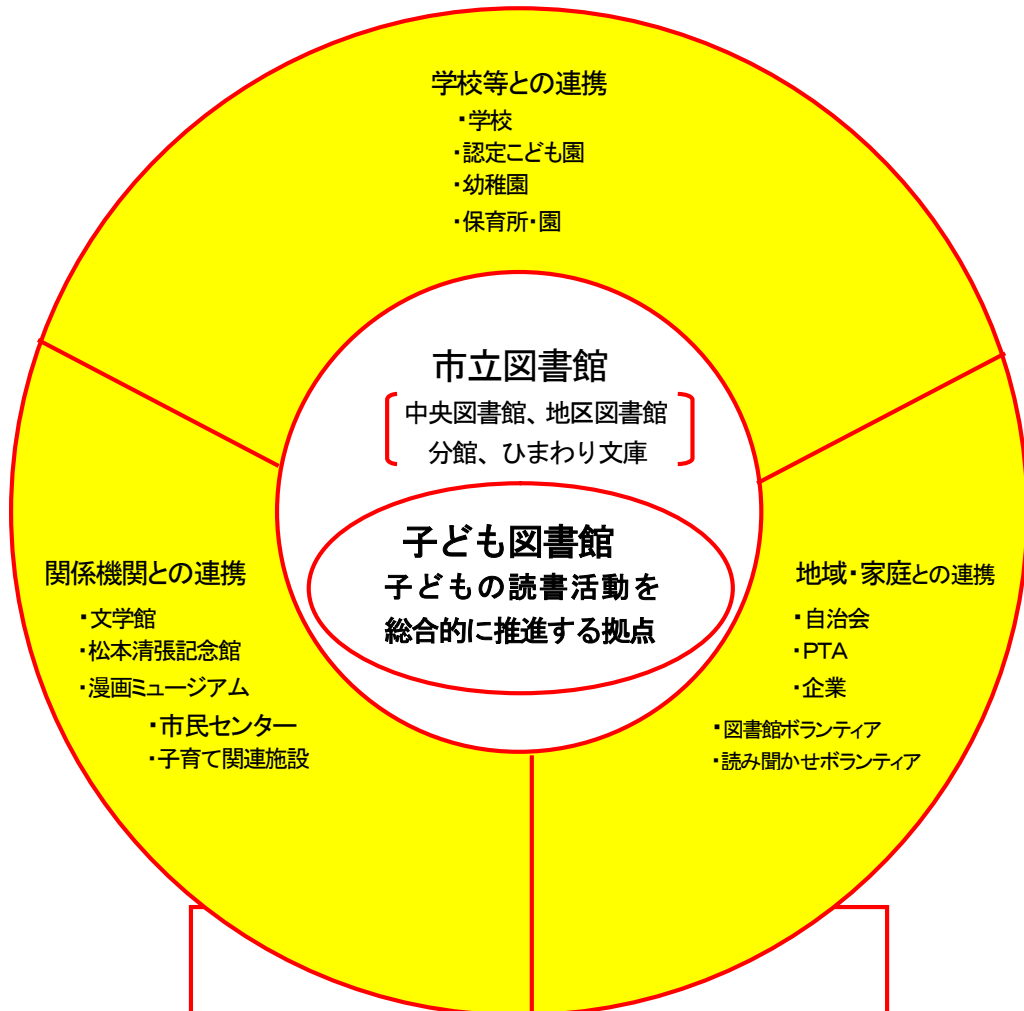 学校等との連携
・学校
・認定こども園
・幼稚園
・保育所・園
市立図書館
中央図書館、地区図書館
分館、ひまわり文庫
子ども図書館
子どもの読書活動を
総合的に推進する拠点
関係機関との連携
・文学館
・松本清張記念館
・漫画ミュージアム
・市民センター
・子育て関連施設
地域・家庭との連携
・自治会
・PTA
・企業
・図書館ボランティア
・読み聞かせボランティア